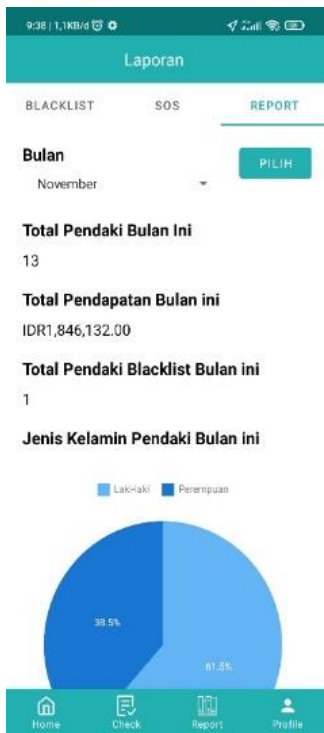 9:38 | 1,1KB/d
Laporan
BLACKLIST SOS REPORT
Bulan
PILIH
November
Total Pendaki Bulan Ini
13
Total Pendapatan Bulan ini
IDR1,846,132.00
Total Pendaki Blacklist Bulan ini
1
Jenis Kelamin Pendaki Bulan ini
Laki-laki Perempuan
38.5%
61.5%
Home Check Report Profile